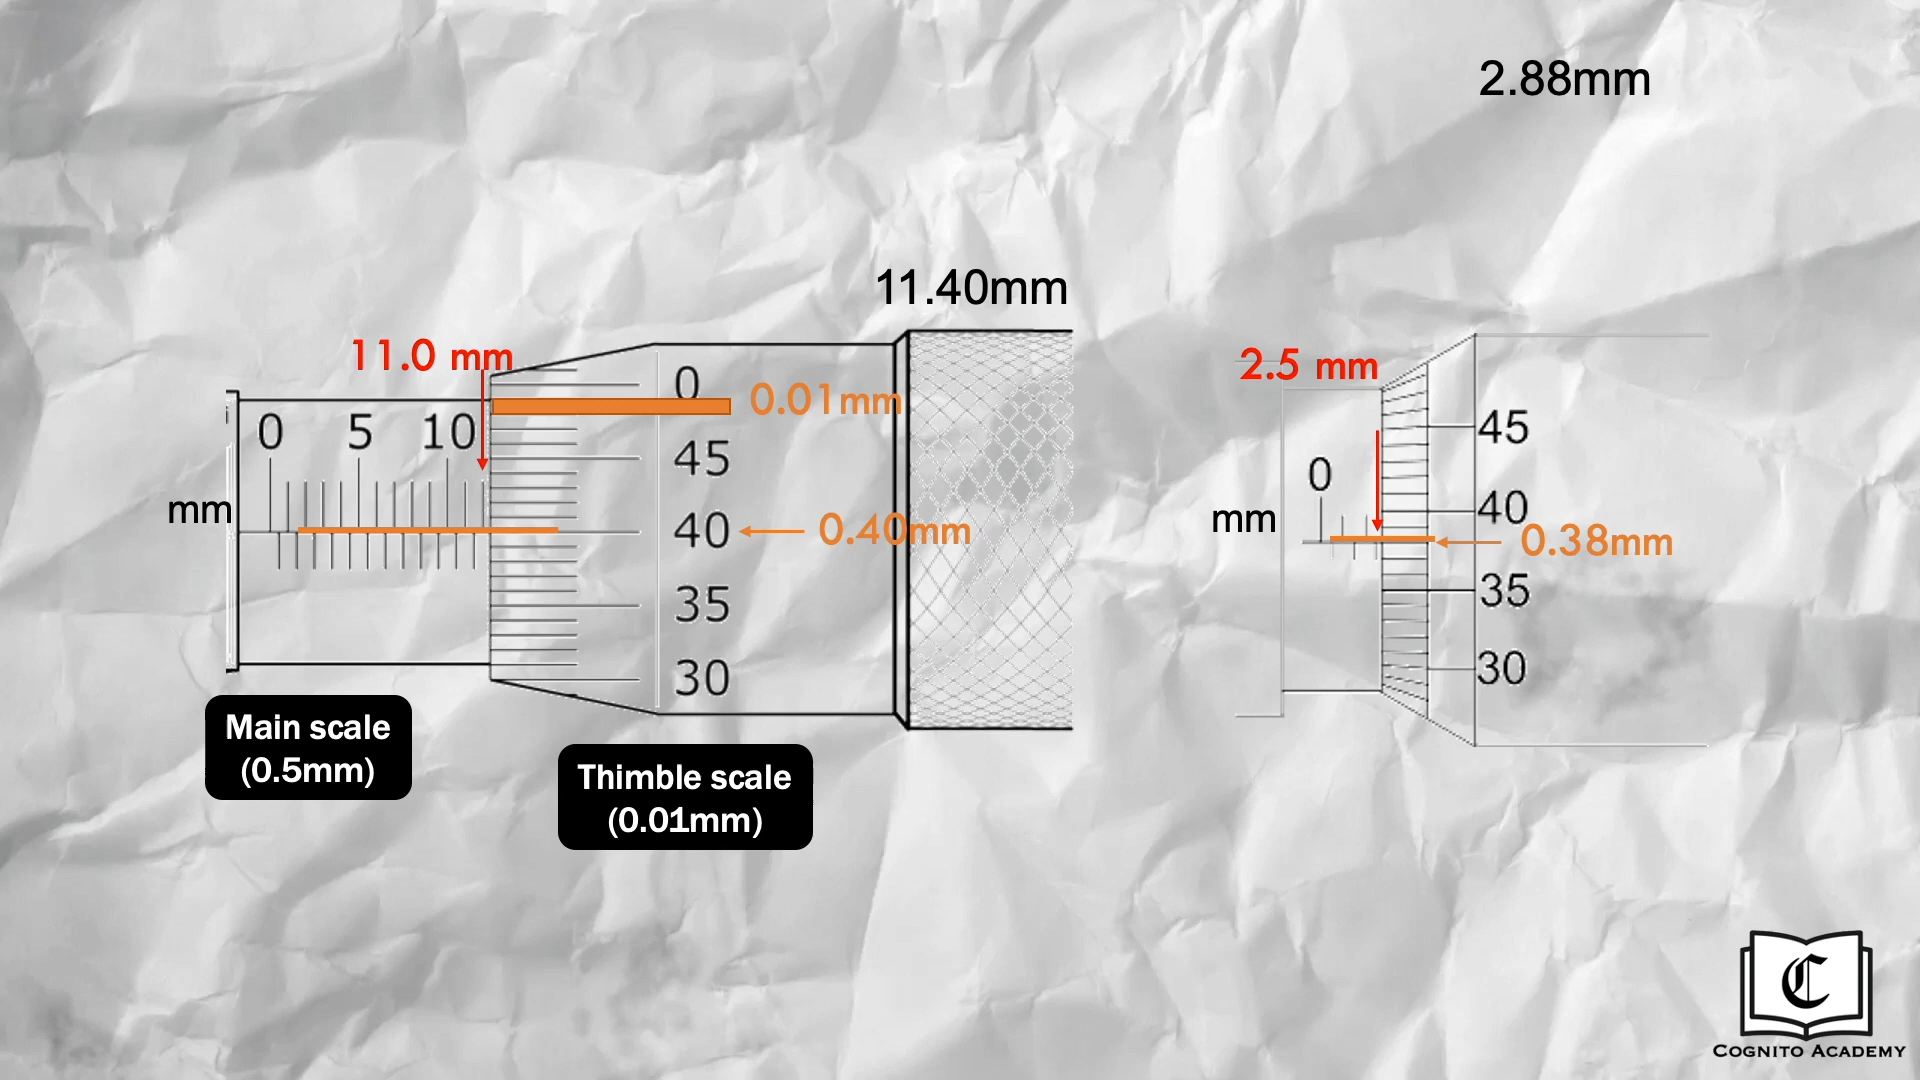 2.88mm
11.40mm
11.0 mm
0 5 10
mm
0
0.01mm
45
40
0.40mm
35
30
Main scale
(0.5mm)
Thimble scale
(0.01mm)
2.5 mm
0
mm
45
40
0.38mm
35
30
C
COGNITO ACADEMY